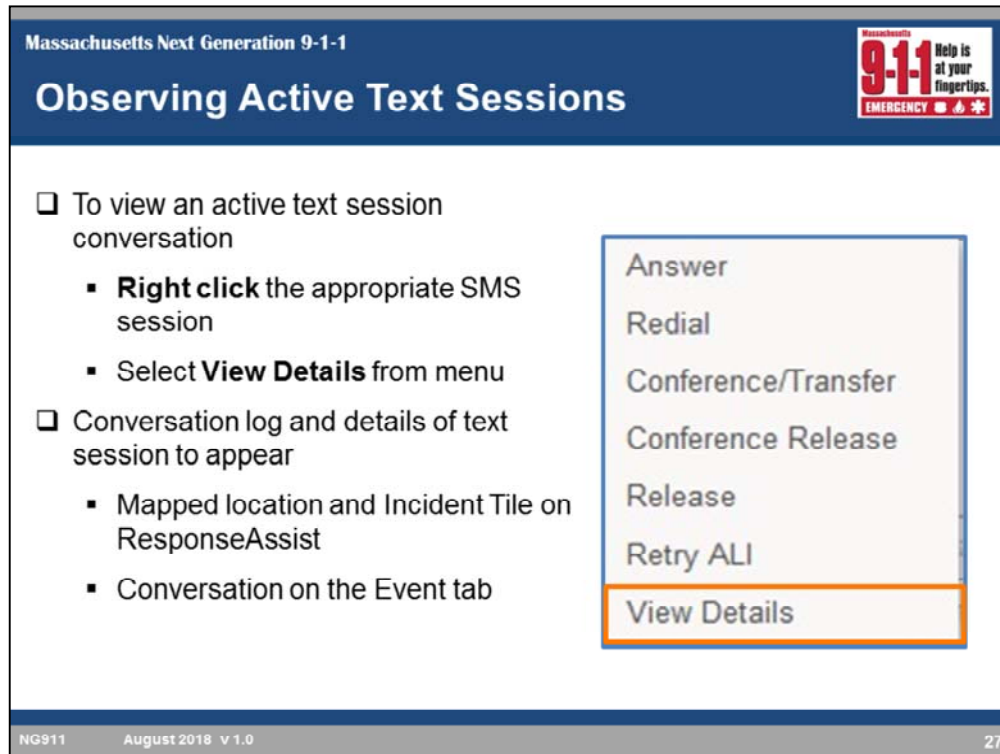 Massachusetts Next Generation 9-1-1
Observing Active Text Sessions
Massachusetts
9-1-1
Help is
at your
fingertips.
EMERGENCY
To view an active text session
conversation
Right click the appropriate SMS
session
Select View Details from menu
Conversation log and details of text
session to appear
Mapped location and Incident Tile on
ResponseAssist
Conversation on the Event tab
Answer
Redial
Conference/Transfer
Conference Release
Release
Retry ALI
View Details
NG911 August 2018 v 1.0
27